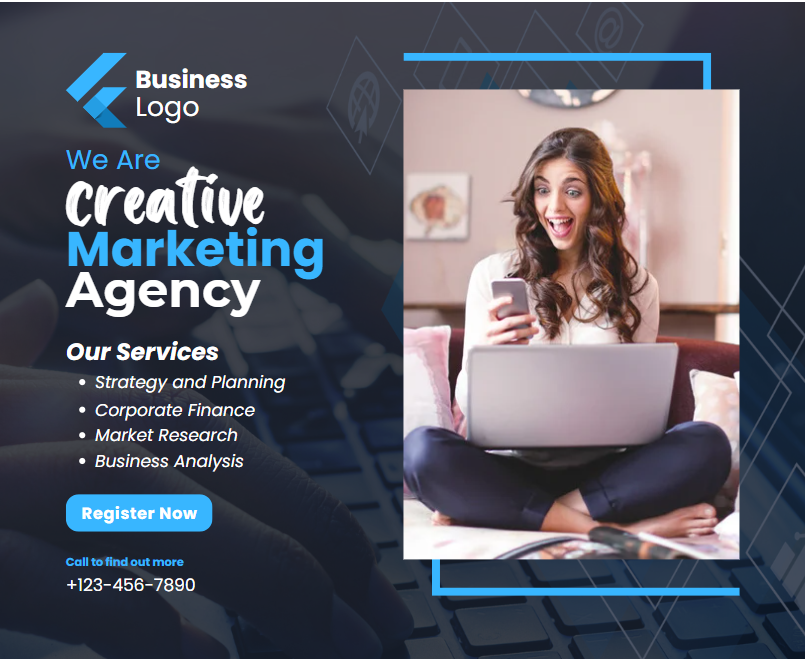 Business
Logo
We Are
Creative
Marketing
Agency
Our Services
• Strategy and Planning
• Corporate Finance
• Market Research
• Business Analysis
Register Now
Call to find out more
+123-456-7890